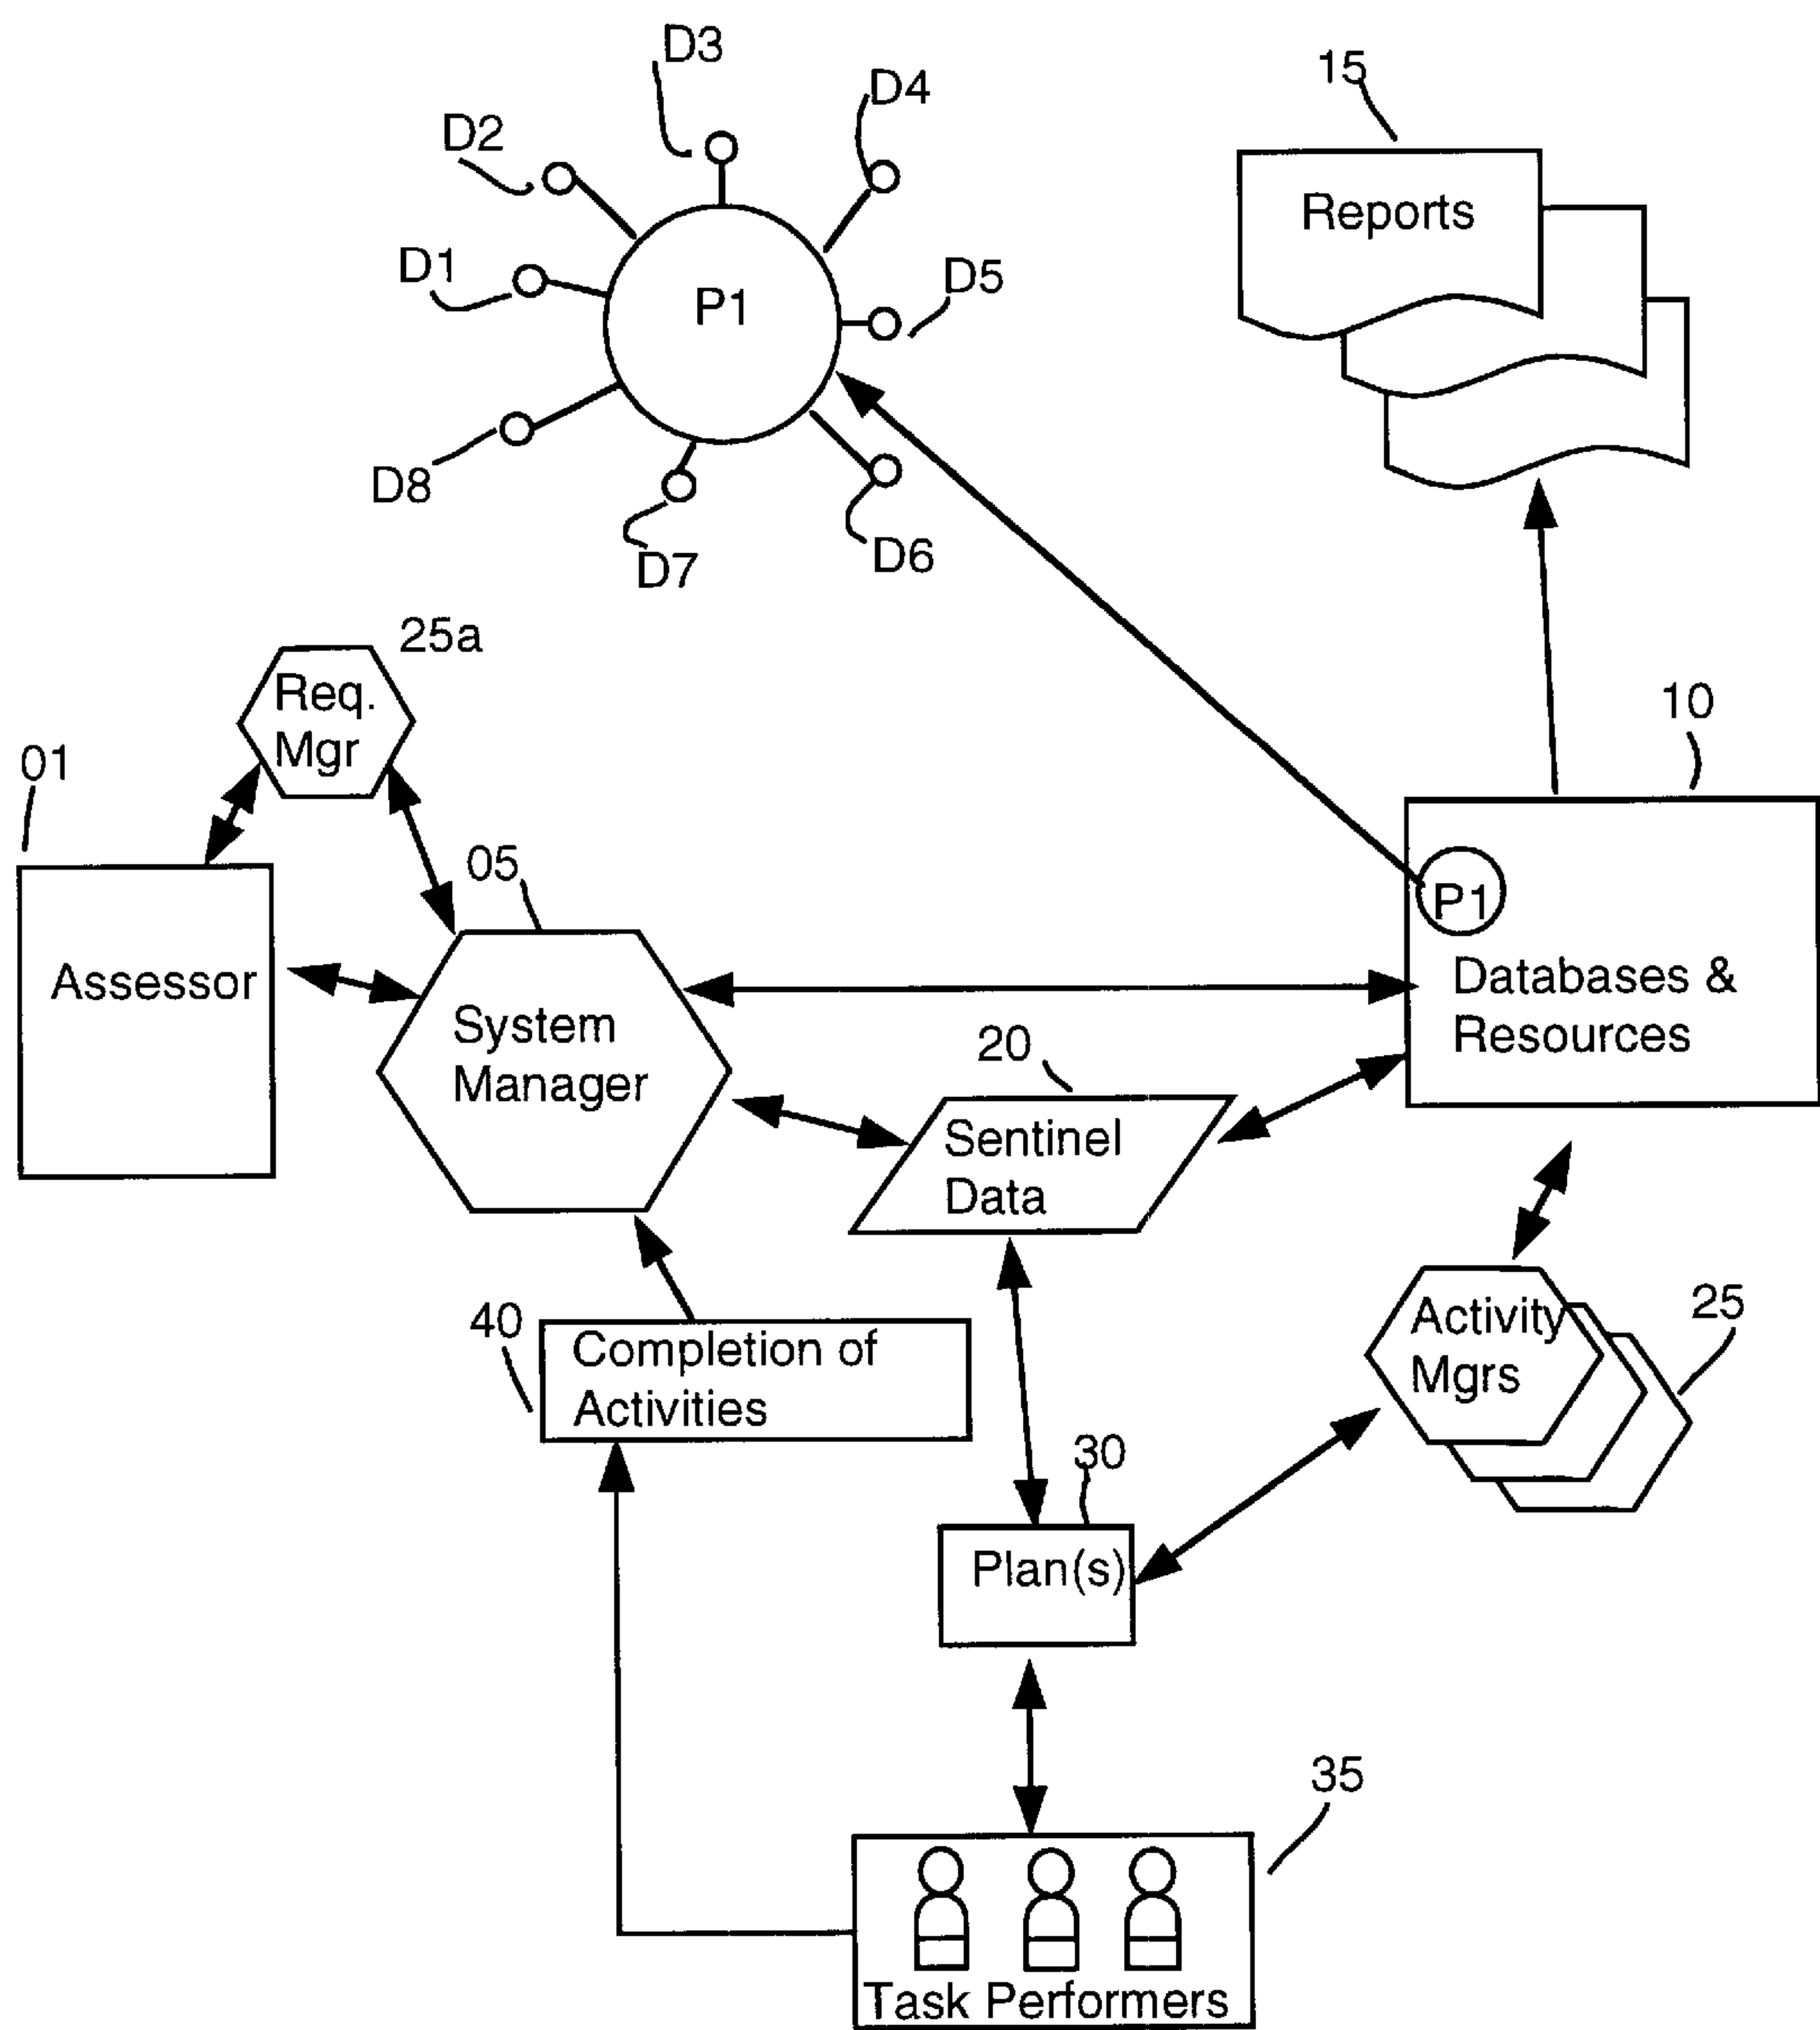 D3
15
D4
D2
Reports
D1
D5
P1
D8
D7
D6
25a
Req.
Mgr
10
01
05
P1
Assessor
Databases &
Resources
System
Manager
20
Sentinel
Data
Activity
Mgrs
25
40
Completion of
Activities
30
Plan(s)
35
Task Performers